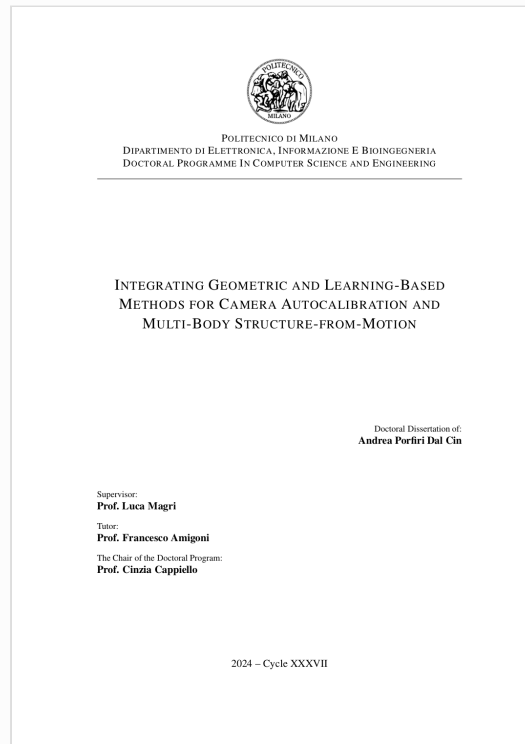 POLITECNICO
MILANO
POLITECNICO DI MILANO
DIPARTIMENTO DI ELETTRONICA, INFORMAZIONE E BIOINGEGNERIA
DOCTORAL PROGRAMME IN COMPUTER SCIENCE AND ENGINEERING
INTEGRATING GEOMETRIC AND LEARNING-BASED
METHODS FOR CAMERA AUTOCALIBRATION AND
MULTI-BODY STRUCTURE-FROM-MOTION
Doctoral Dissertation of:
Andrea Porfiri Dal Cin
Supervisor:
Prof. Luca Magri
Tutor:
Prof. Francesco Amigoni
The Chair of the Doctoral Program:
Prof. Cinzia Cappiello
2024 – Cycle XXXVII